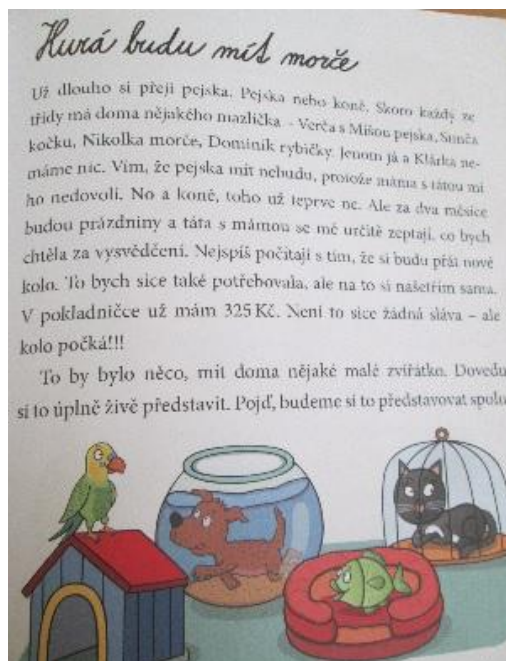 Hurá budu mít morče
Už dlouho si přeji pejska. Pejska nebo koně. Skoro každý ze
třídy má doma nějakého mazlíčka – Verča s Míšou pejska, Sunča
kočku, Nikolka morče, Dominik rybičky. Jenom já a Klárka ne-
máme nic. Vím, že pejska mít nebudu, protože máma s tátou mi
ho nedovolí. No a koně, toho už teprve ne. Ale za dva měsíce
budou prázdniny a táta s mámou se mě určitě zeptají, co bych
chtěla za vysvědčení. Nejspíš počítají s tím, že si budu přát nové
kolo. To bych sice také potřebovala, ale na to si našetřím sama.
V pokladničce už mám 325 Kč. Není to sice žádná sláva – ale
kolo počká!!!
To by bylo něco, mít doma nějaké malé zvířátko. Dovedu
si to úplně živě představit. Pojď, budeme si to představovat spolu